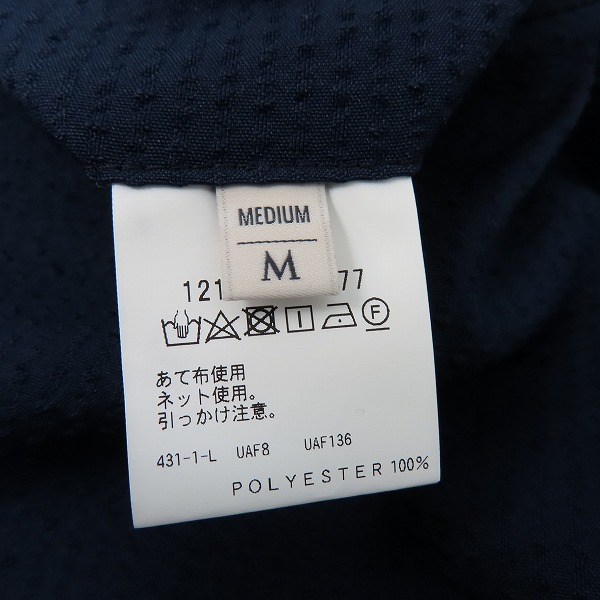 MEDIUM
M
121 77
F
あて布使用
ネット使用。
引っかけ注意。
431-1-L UAF8 UAF136
POLYESTER 100%